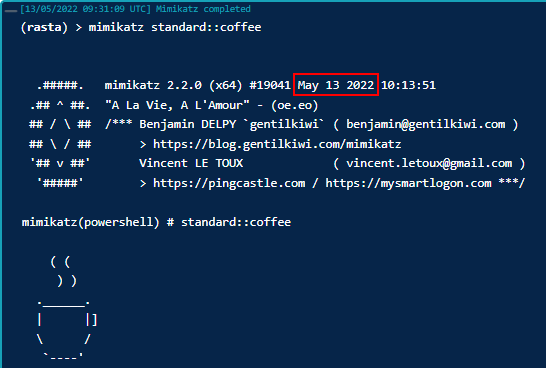 [13/05/2022 09:31:09 UTC] Mimikatz completed
(rasta) > mimikatz standard::coffee
.#####.   mimikatz 2.2.0 (x64) #19041 May 13 2022 10:13:51
.## ^ ##.  "A La Vie, A L'Amour" - (oe.eo)
## / \ ##  /*** Benjamin DELPY `gentilkiwi` ( benjamin@gentilkiwi.com )
## \ / ##       > https://blog.gentilkiwi.com/mimikatz
'## v ##'       Vincent LE TOUX             ( vincent.letoux@gmail.com )
'#####'        > https://pingcastle.com / https://mysmartlogon.com ***/
mimikatz(powershell) # standard::coffee
( (
) )
.______.
|      |]
\      /
`----'